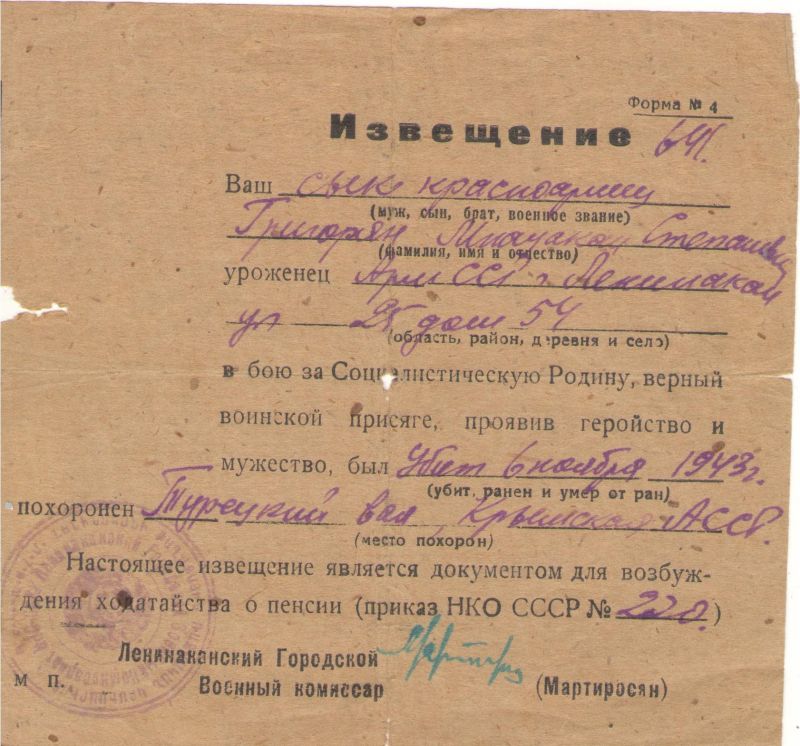 Форма № 4
Извещение
Ваш сын красноармеец
(муж, сын, брат, военное звание)
Григорян Мнацакан Степанович
(фамилия, имя и отчество)
уроженец Арм ССР г. Ленинакан
ул 25 дом 54
(область, район, деревня и село)
в бою за Социалистическую Родину, верный
воинской присяге, проявив геройство и
мужество, был Убит 6 ноября 1943 г.
(убит, ранен и умер от ран)
похоронен Турецкий вал, Крымская АССР.
(место похорон)
Настоящее извещение является документом для возбуж-
дения ходатайства о пенсии (приказ НКО СССР № 220.)
Ленинаканский Городской
м п. Военный комиссар (Мартиросян)